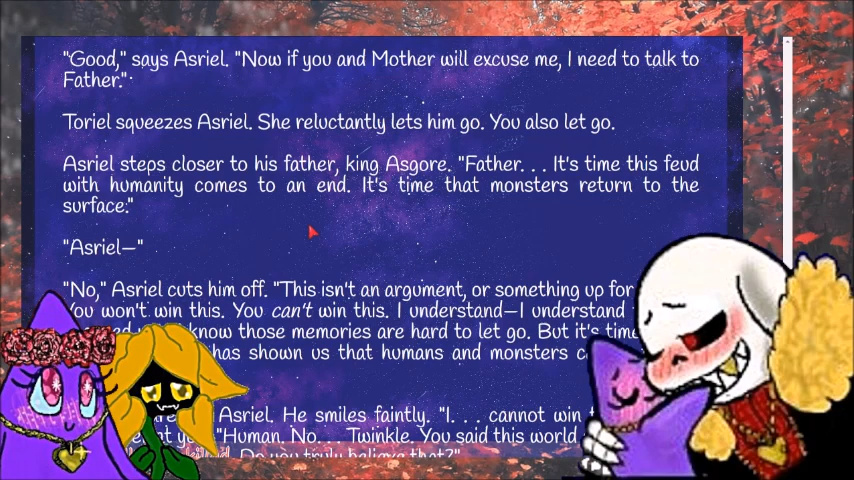 "Good," says Asriel. "Now if you and Mother will excuse me, I need to talk to
Father."
Toriel squeezes Asriel. She reluctantly lets him go. You also let go.
Asriel steps closer to his father, king Asgore. "Father. . . It's time this feud
with humanity comes to an end. It's time that monsters return to the
surface."
"Asriel—"
"No," Asriel cuts him off. "This isn't an argument, or something up for
You won't win this. You can't win this. I understand—I understand
know those memories are hard to let go. But it's time
has shown us that humans and monsters
Asriel. He smiles faintly. "I. . . cannot win
"Human. No. . . Twinkle. You said this world
Do you truly believe that?"